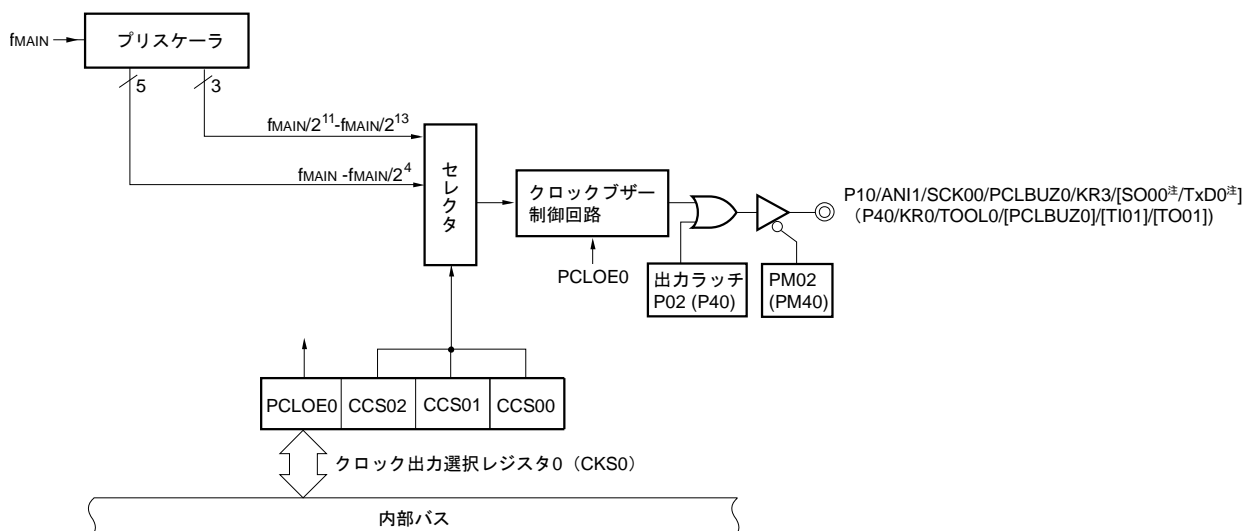 fMAIN
プリスケーラ
5
3
fMAIN/2¹¹-fMAIN/2¹³
fMAIN -fMAIN/2⁴
セレクタ
クロックブザー
制御回路
PCLOE0
出力ラッチ
P02 (P40)
PM02
(PM40)
P10/ANI1/SCK00/PCLBUZ0/KR3/[SO00注/TxD0注]
(P40/KR0/TOOL0/[PCLBUZ0]/[TI01]/[TO01])
PCLOE0
CCS02
CCS01
CCS00
クロック出力選択レジスタ0(CKS0)
内部バス